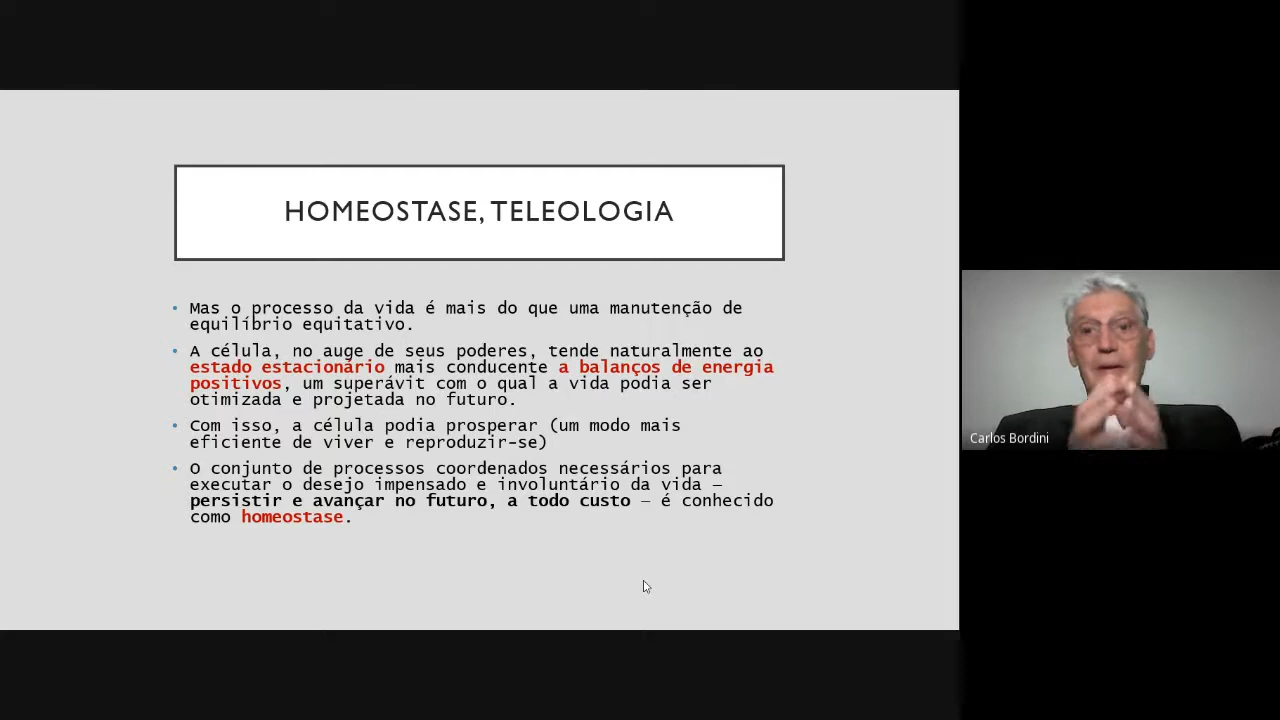 HOMEOSTASE, TELEOLOGIA
• Mas o processo da vida é mais do que uma manutenção de
equilíbrio equitativo.
• A célula, no auge de seus poderes, tende naturalmente ao
estado estacionário mais conducente a balanços de energia
positivos, um superávit com o qual a vida podia ser
otimizada e projetada no futuro.
• Com isso, a célula podia prosperar (um modo mais
eficiente de viver e reproduzir-se)
• O conjunto de processos coordenados necessários para
executar o desejo impensado e involuntário da vida –
persistir e avançar no futuro, a todo custo – é conhecido
como homeostase.
Carlos Bordini